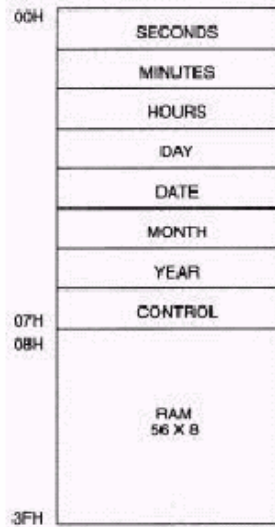 00H
SECONDS
MINUTES
HOURS
DAY
DATE
MONTH
YEAR
CONTROL
07H
08H
RAM
56 X 8
3FH